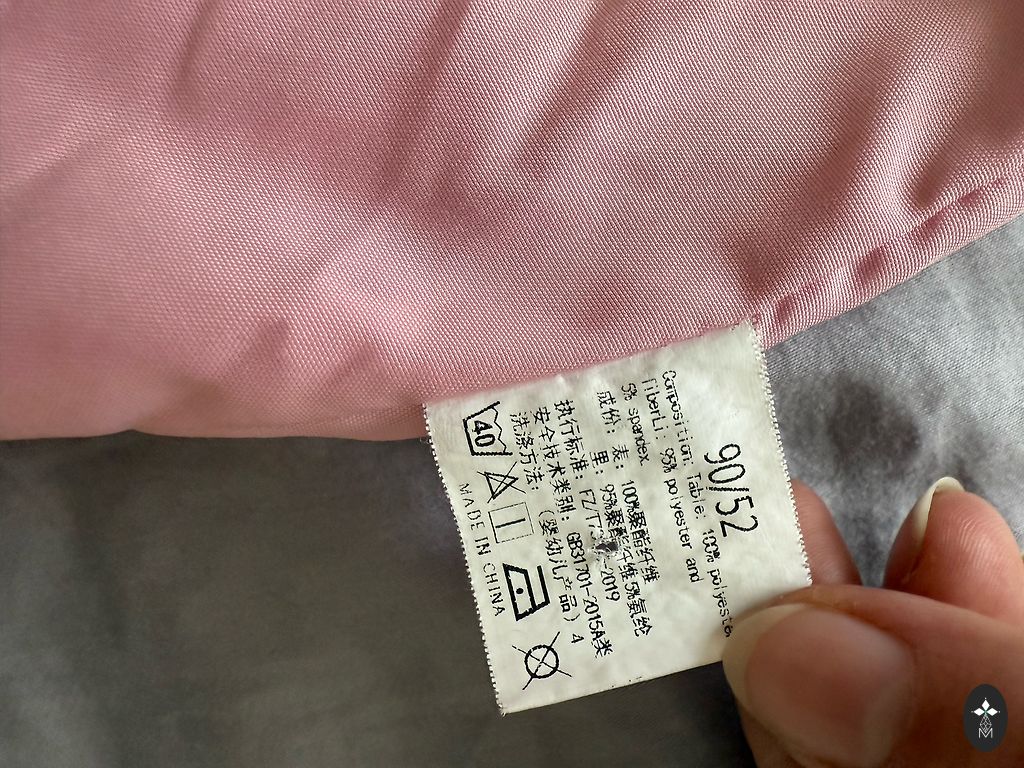 90/52
Composition Table: 100% polyeste
fiberLi: 95% polyester and
5% spandex
成份：表：100%聚酯纤维
里：95%聚酯纤维5%氨纶
执行标准：FZ/T73 -2019
安全技术类别：GB31701-2015A类
洗涤方法：（婴幼儿产品）4
40
MADE IN CHINA
M